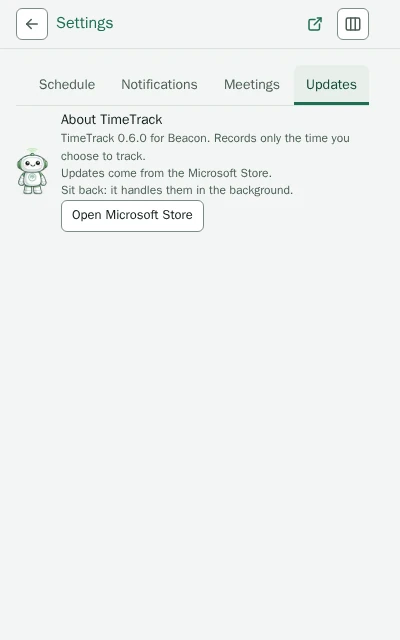 Settings
Schedule
Notifications
Meetings
Updates
About TimeTrack
TimeTrack 0.6.0 for Beacon. Records only the time you
choose to track.
Updates come from the Microsoft Store.
Sit back: it handles them in the background.
Open Microsoft Store